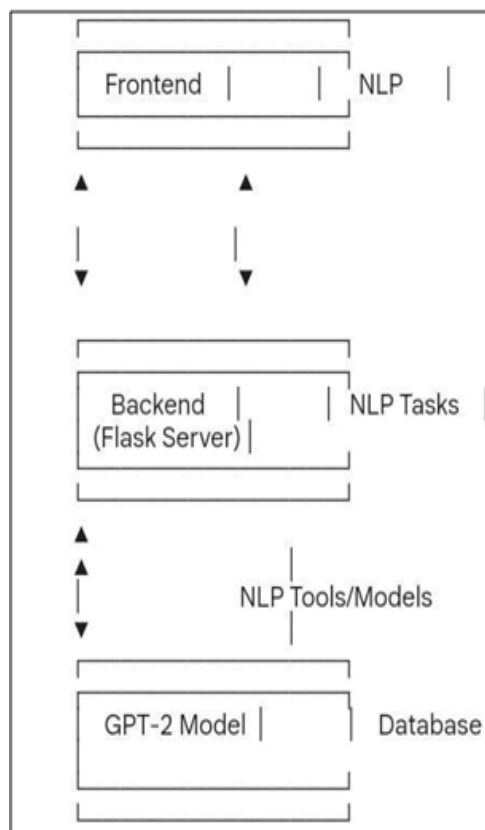 Frontend NLP
Backend NLP Tasks
(Flask Server)
NLP Tools/Models
GPT-2 Model Database